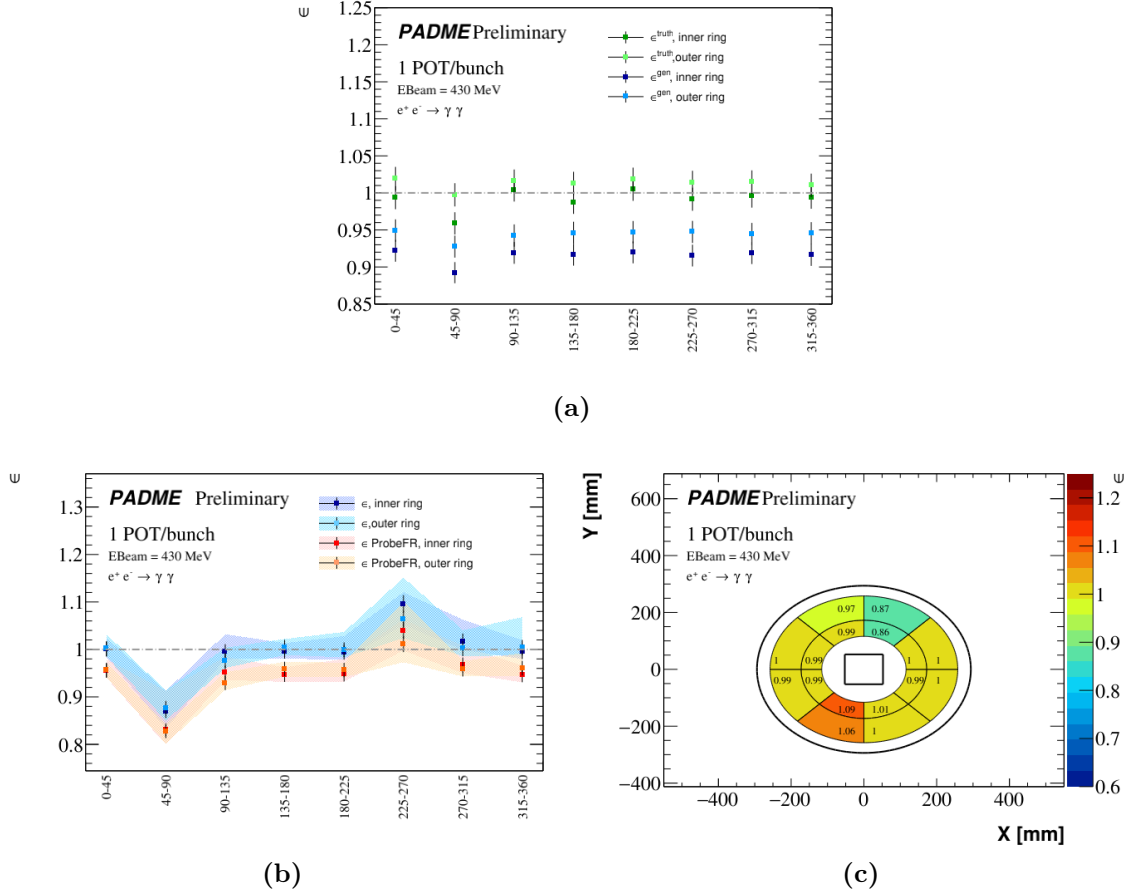 ∈
1.25
1.2
1.15
1.1
1.05
1
0.95
0.9
0.85
PADME Preliminary
1 POT/bunch
EBeam = 430 MeV
e⁺ e⁻ → γ γ
∈truth, inner ring
∈truth,outer ring
∈gen, inner ring
∈gen, outer ring
0-45
45-90
90-135
135-180
180-225
225-270
270-315
315-360
(a)
∈
1.3
1.2
1.1
1
0.9
0.8
PADME Preliminary
1 POT/bunch
EBeam = 430 MeV
e⁺ e⁻ → γ γ
∈, inner ring
∈,outer ring
∈ ProbeFR, inner ring
∈ ProbeFR, outer ring
0-45
45-90
90-135
135-180
180-225
225-270
270-315
315-360
(b)
Y [mm]
600
400
200
0
−200
−400
PADME Preliminary
1 POT/bunch
EBeam = 430 MeV
e⁺ e⁻ → γ γ
0.97 0.87
0.99 0.86
1 0.99 1 1
0.99 0.99 0.99 1
1.09 1.01
1.06 1
−400 −200 0 200 400
X [mm]
∈
1.2
1.1
1
0.9
0.8
0.7
0.6
(c)